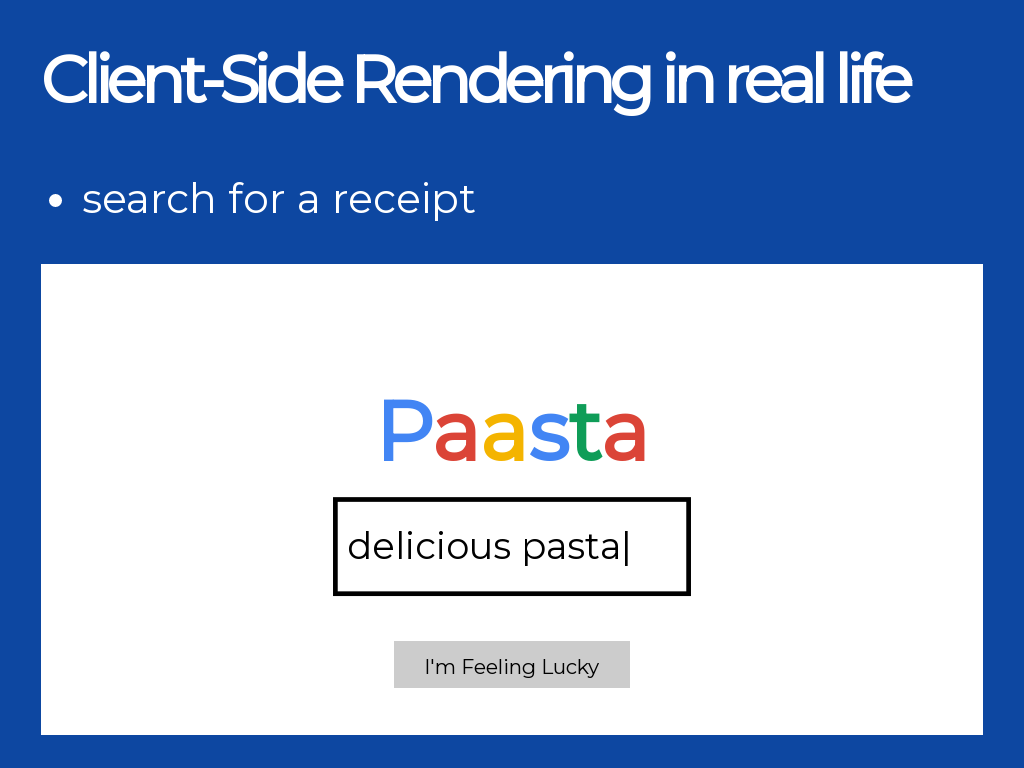 Client-Side Rendering in real life
• search for a receipt
Paasta
delicious pasta|
I'm Feeling Lucky